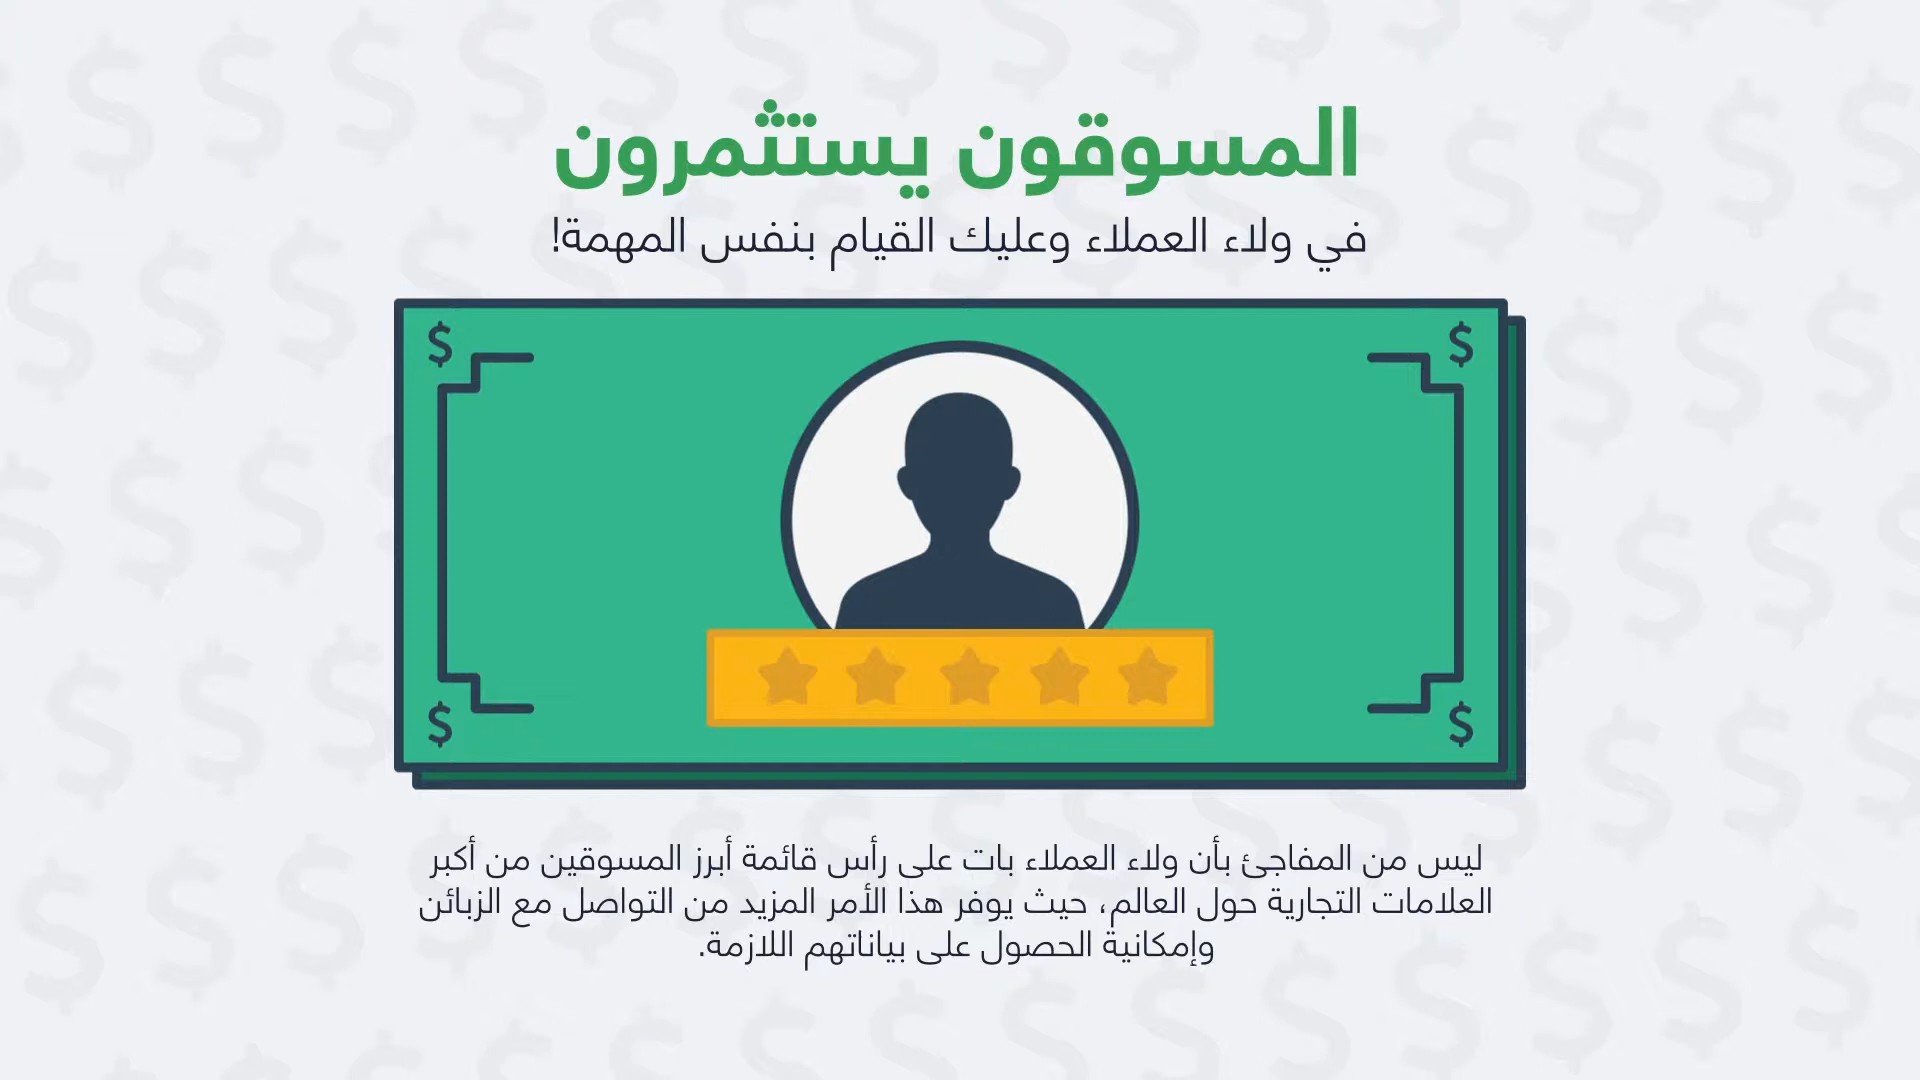 المسوقون يستثمرون
في ولاء العملاء وعليك القيام بنفس المهمة!
$ $
$ $
ليس من المفاجئ بأن ولاء العملاء بات على رأس قائمة أبرز المسوقين من أكبر
العلامات التجارية حول العالم، حيث يوفر هذا الأمر المزيد من التواصل مع الزبائن
وإمكانية الحصول على بياناتهم اللازمة.